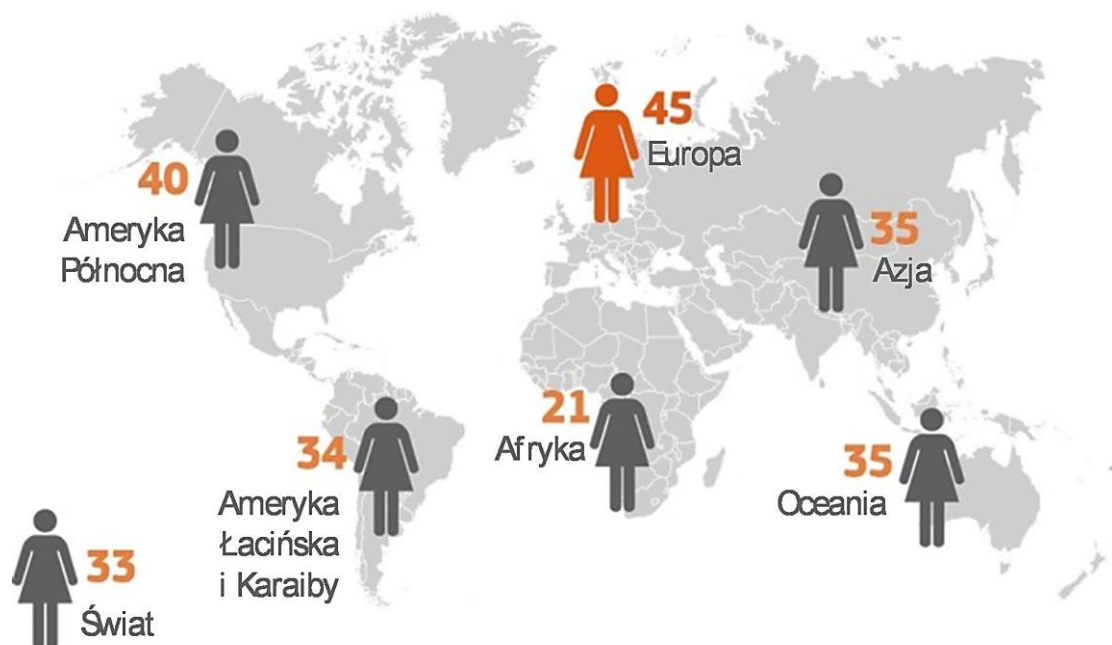 45
Europa
40
Ameryka
Północna
35
Azja
21
Afryka
34
Ameryka
Łacińska
i Karaiby
35
Oceania
33
Świat